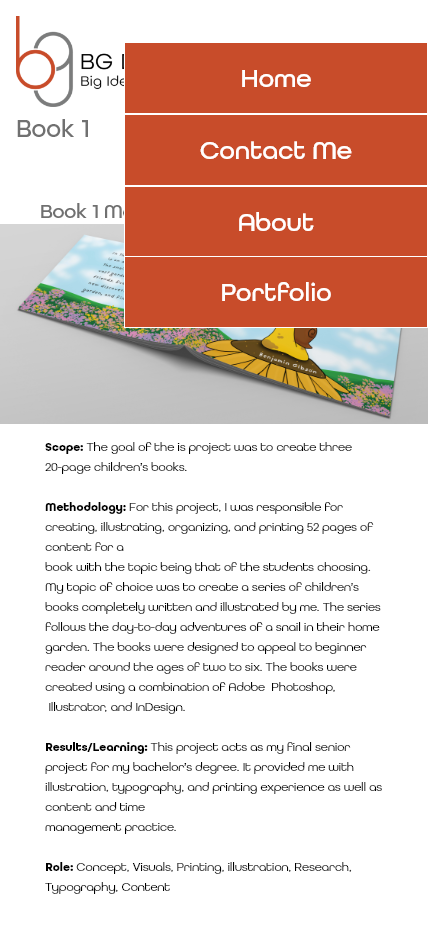 BG
Big Ide
Book 1
Home
Contact Me
About
Portfolio
Book 1 Mo
Benjamin Gibson
Scope: The goal of the is project was to create three
20-page children's books.
Methodology: For this project, I was responsible for
creating, illustrating, organizing, and printing 52 pages of
content for a
book with the topic being that of the students choosing.
My topic of choice was to create a series of children's
books completely written and illustrated by me. The series
follows the day-to-day adventures of a snail in their home
garden. The books were designed to appeal to beginner
reader around the ages of two to six. The books were
created using a combination of Adobe Photoshop,
Illustrator, and InDesign.
Results/Learning: This project acts as my final senior
project for my bachelor's degree. It provided me with
illustration, typography, and printing experience as well as
content and time
management practice.
Role: Concept, Visuals, Printing, illustration, Research,
Typography, Content